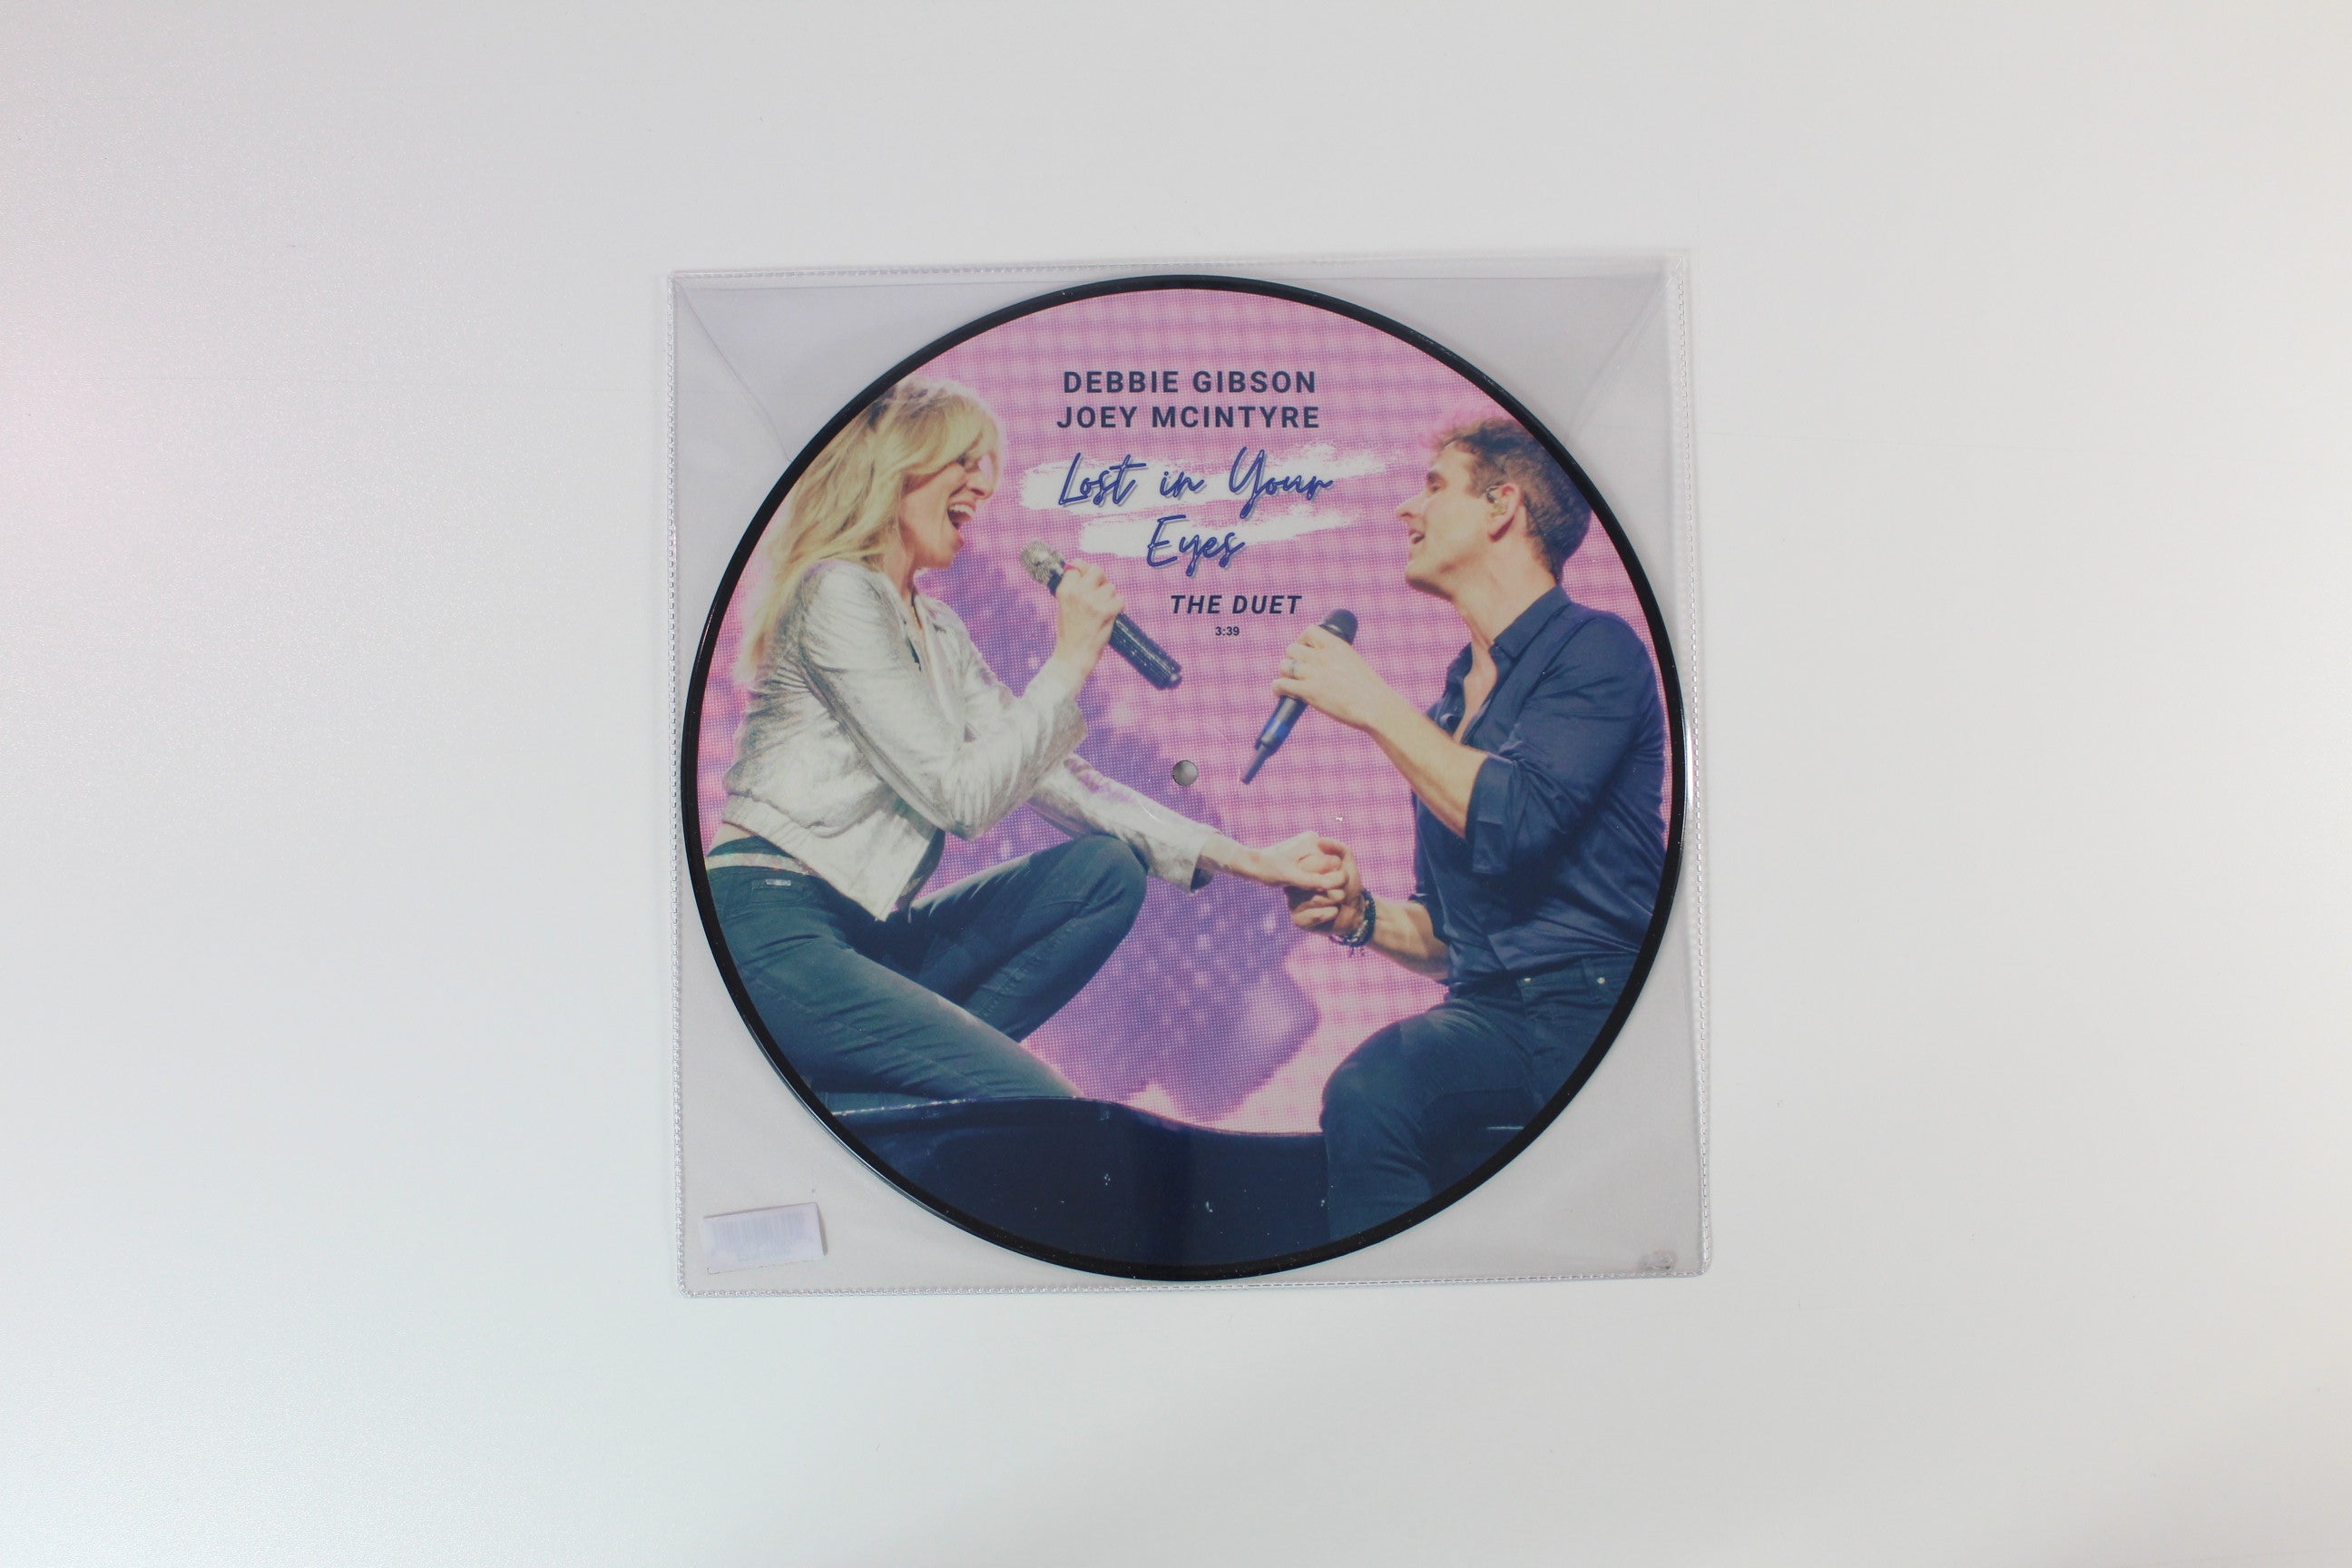 DEBBIE GIBSON
JOEY MCINTYRE
Lost in Your
Eyes
THE DUET
3:39